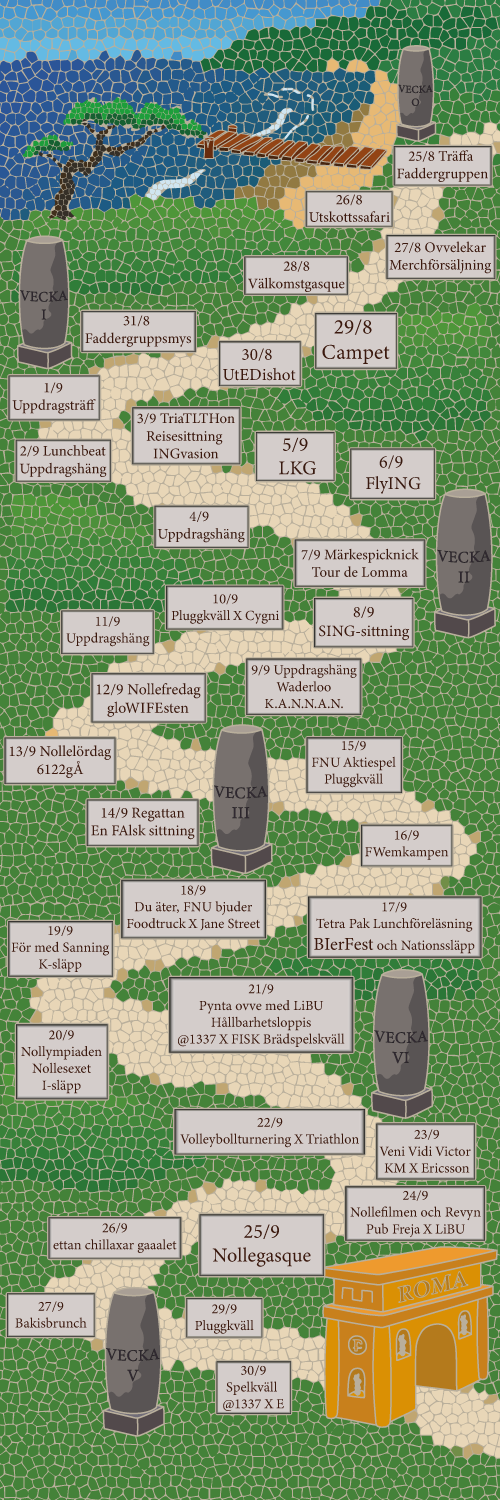 VECKA
O
25/8 Träffa
Faddergruppen
26/8
Utskottssafari
27/8 Ovvelekar
Merchförsäljning
28/8
Välkomstgasque
VECKA
I
29/8
Campet
31/8
Faddergruppsmys
30/8
UtEDishot
1/9
Uppdragsträff
3/9 TriaTLTHon
Reisesittning
INGvasion
2/9 Lunchbeat
Uppdragshäng
5/9
LKG
6/9
FlyING
4/9
Uppdragshäng
VECKA
II
7/9 Märkespicknick
Tour de Lomma
10/9
Pluggkväll X Cygni
8/9
SING-sittning
11/9
Uppdragshäng
9/9 Uppdragshäng
Waderloo
K.A.N.N.A.N.
12/9 Nollefredag
gloWIFEsten
13/9 Nollelördag
6122gÅ
15/9
FNU Aktiespel
Pluggkväll
VECKA
III
14/9 Regattan
En FAlsk sittning
16/9
FWemkampen
18/9
Du äter, FNU bjuder
Foodtruck X Jane Street
17/9
Tetra Pak Lunchföreläsning
BIerFest och Nationssläpp
19/9
För med Sanning
K-släpp
21/9
Pynta ovve med LiBU
Hållbarhetsloppis
@1337 X FISK Brädspelskväll
VECKA
VI
20/9
Nollympiaden
Nollesexet
I-släpp
22/9
Volleybollturnering X Triathlon
23/9
Veni Vidi Victor
KM X Ericsson
24/9
Nollefilmen och Revyn
Pub Freja X LiBU
26/9
ettan chillaxar gaaalet
25/9
Nollegasque
ROMA
F
27/9
Bakisbrunch
29/9
Pluggkväll
VECKA
V
30/9
Spelkväll
@1337 X E